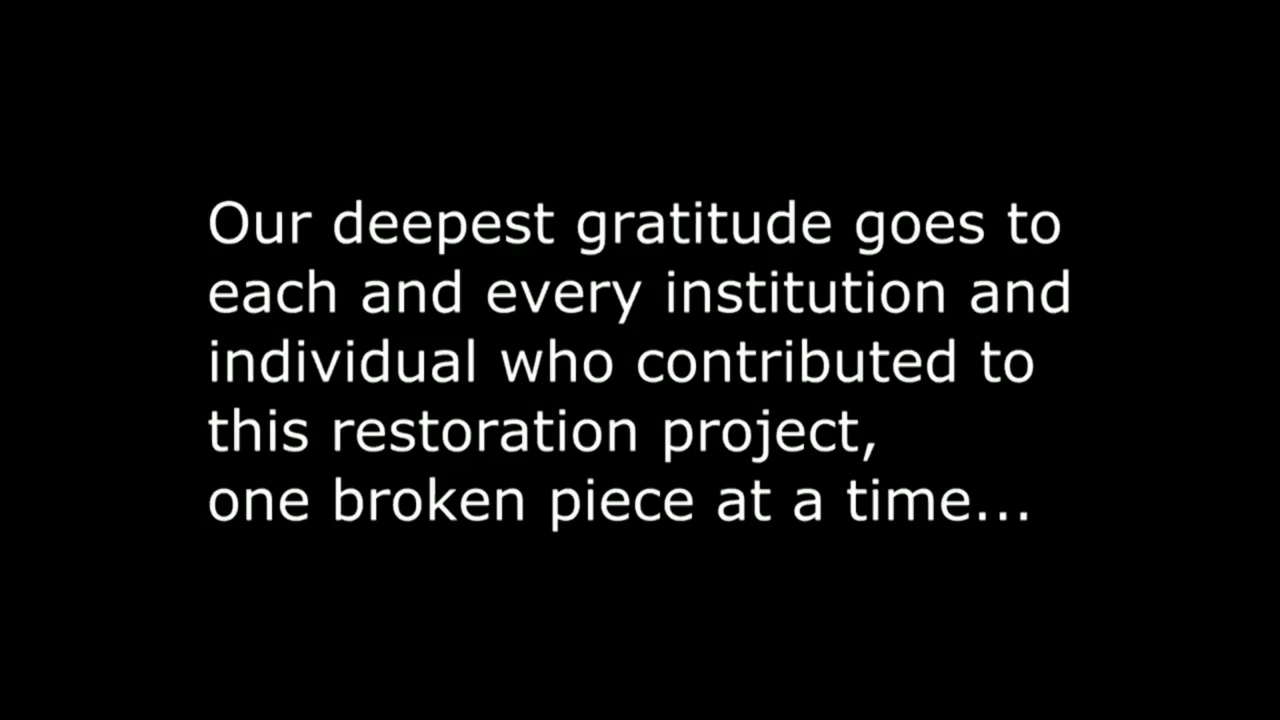 Our deepest gratitude goes to
each and every institution and
individual who contributed to
this restoration project,
one broken piece at a time...